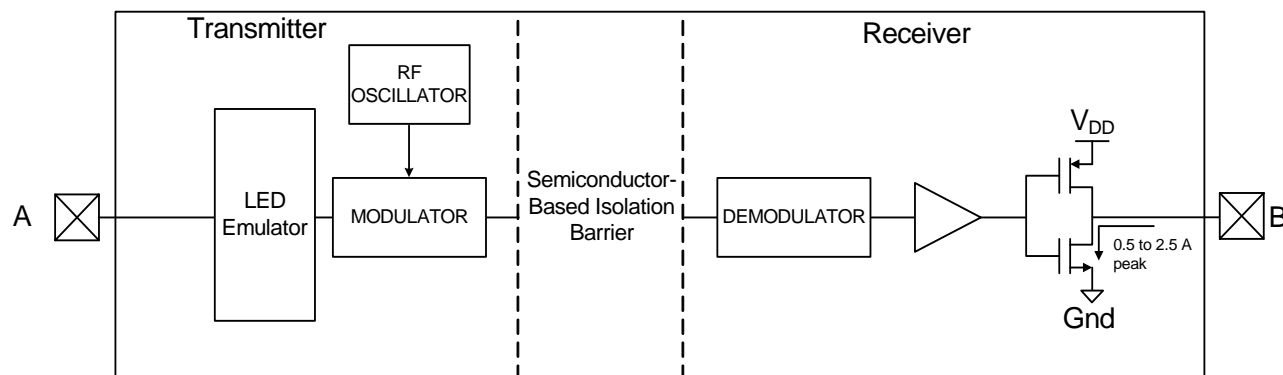 Transmitter
Receiver
RF
OSCILLATOR
A
LED
Emulator
MODULATOR
Semiconductor-
Based Isolation
Barrier
DEMODULATOR
VDD
B
0.5 to 2.5 A
peak
Gnd